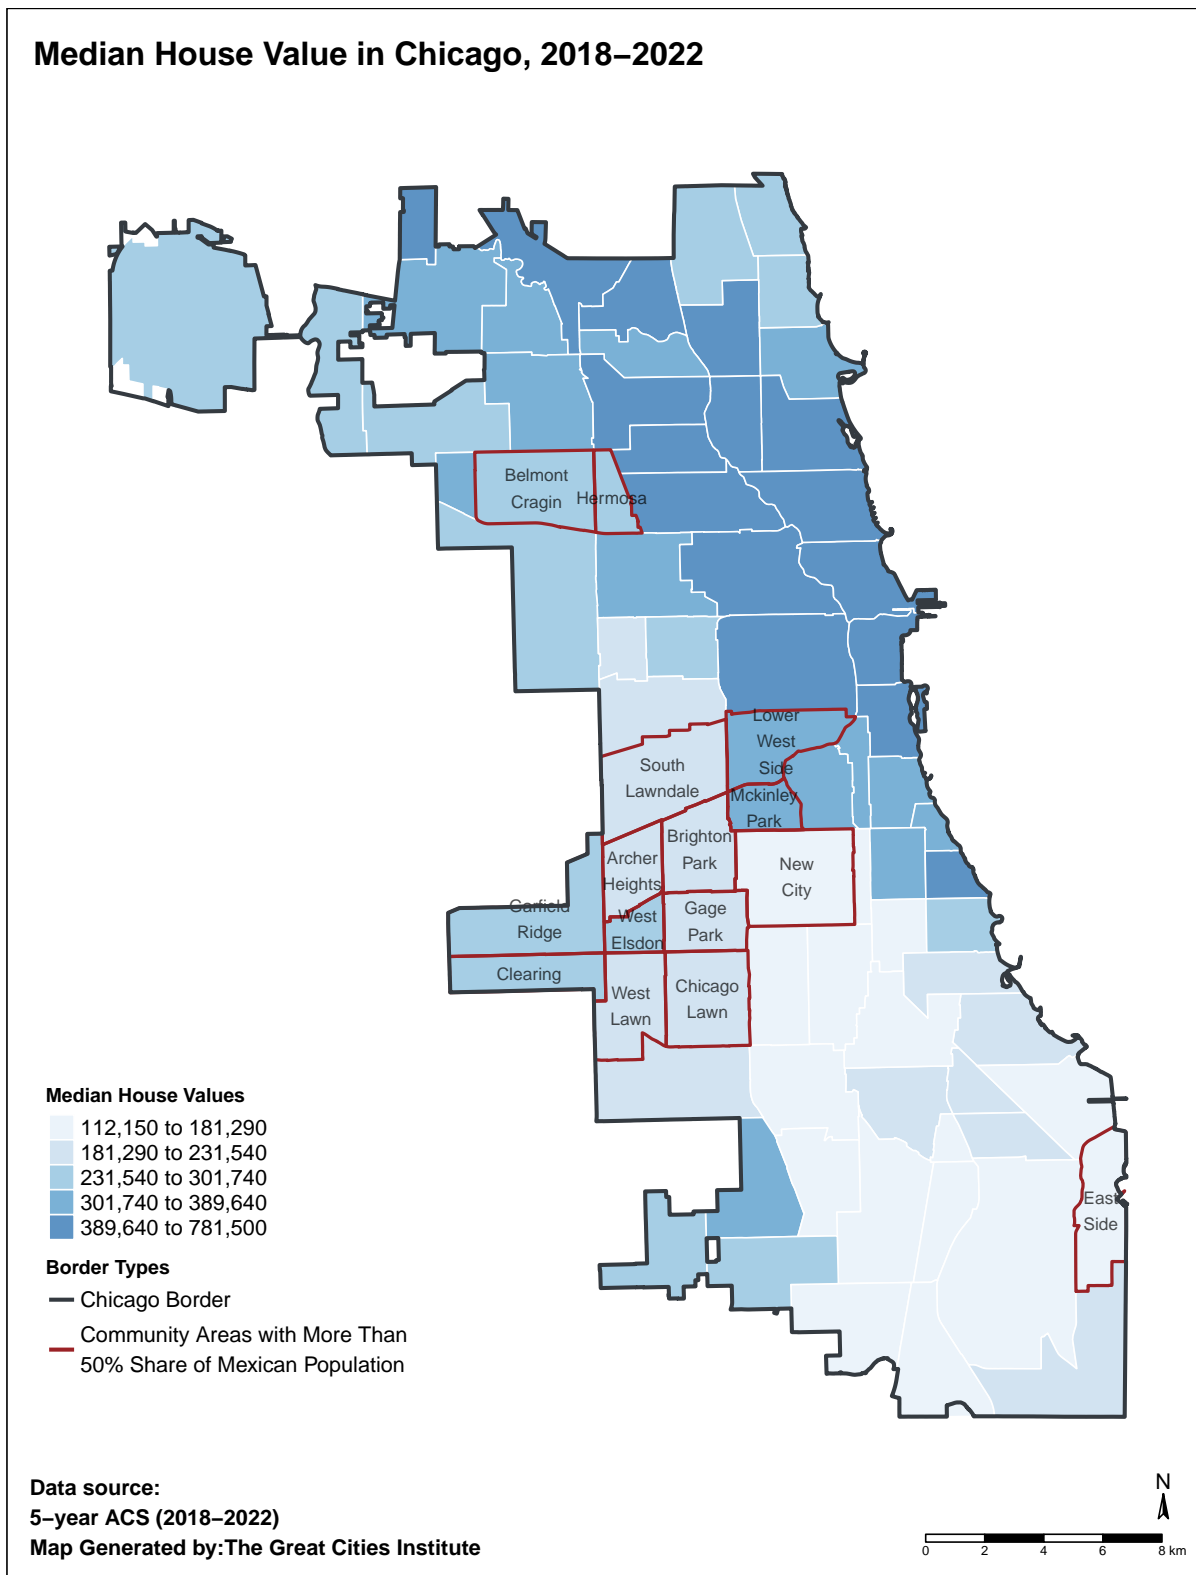 Median House Value in Chicago, 2018–2022
Belmont
Cragin
Hermosa
Lower
West
Side
South
Lawndale
Mckinley
Park
Brighton
Park
Archer
Heights
New
City
Garfield
Ridge
West
Elsdon
Gage
Park
Clearing
West
Lawn
Chicago
Lawn
East
Side
Median House Values
112,150 to 181,290
181,290 to 231,540
231,540 to 301,740
301,740 to 389,640
389,640 to 781,500
Border Types
Chicago Border
Community Areas with More Than
50% Share of Mexican Population
Data source:
5–year ACS (2018–2022)
Map Generated by:The Great Cities Institute
N
0 2 4 6 8 km